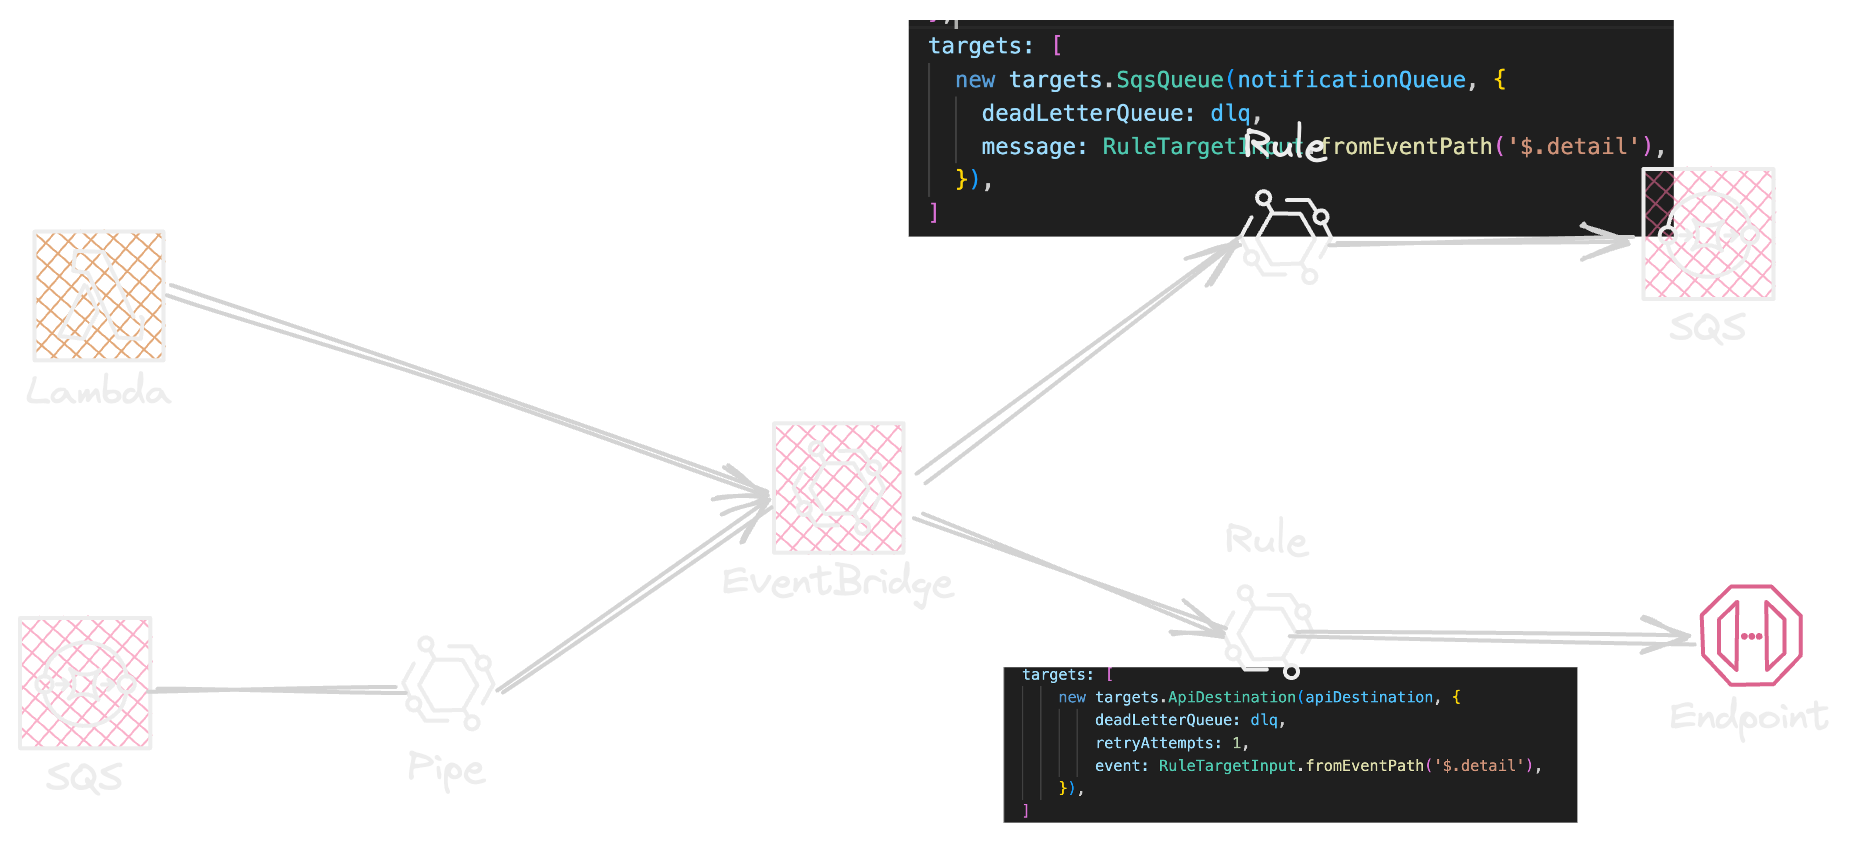 targets: [
new targets.SqsQueue(notificationQueue, {
deadLetterQueue: dlq,
message: RuleTargetInput.fromEventPath('$.detail'),
}),
]
Rule
SQS
Lambda
EventBridge
Rule
SQS
Pipe
Endpoint
targets: [
new targets.ApiDestination(apiDestination, {
deadLetterQueue: dlq,
retryAttempts: 1,
event: RuleTargetInput.fromEventPath('$.detail'),
}),
]